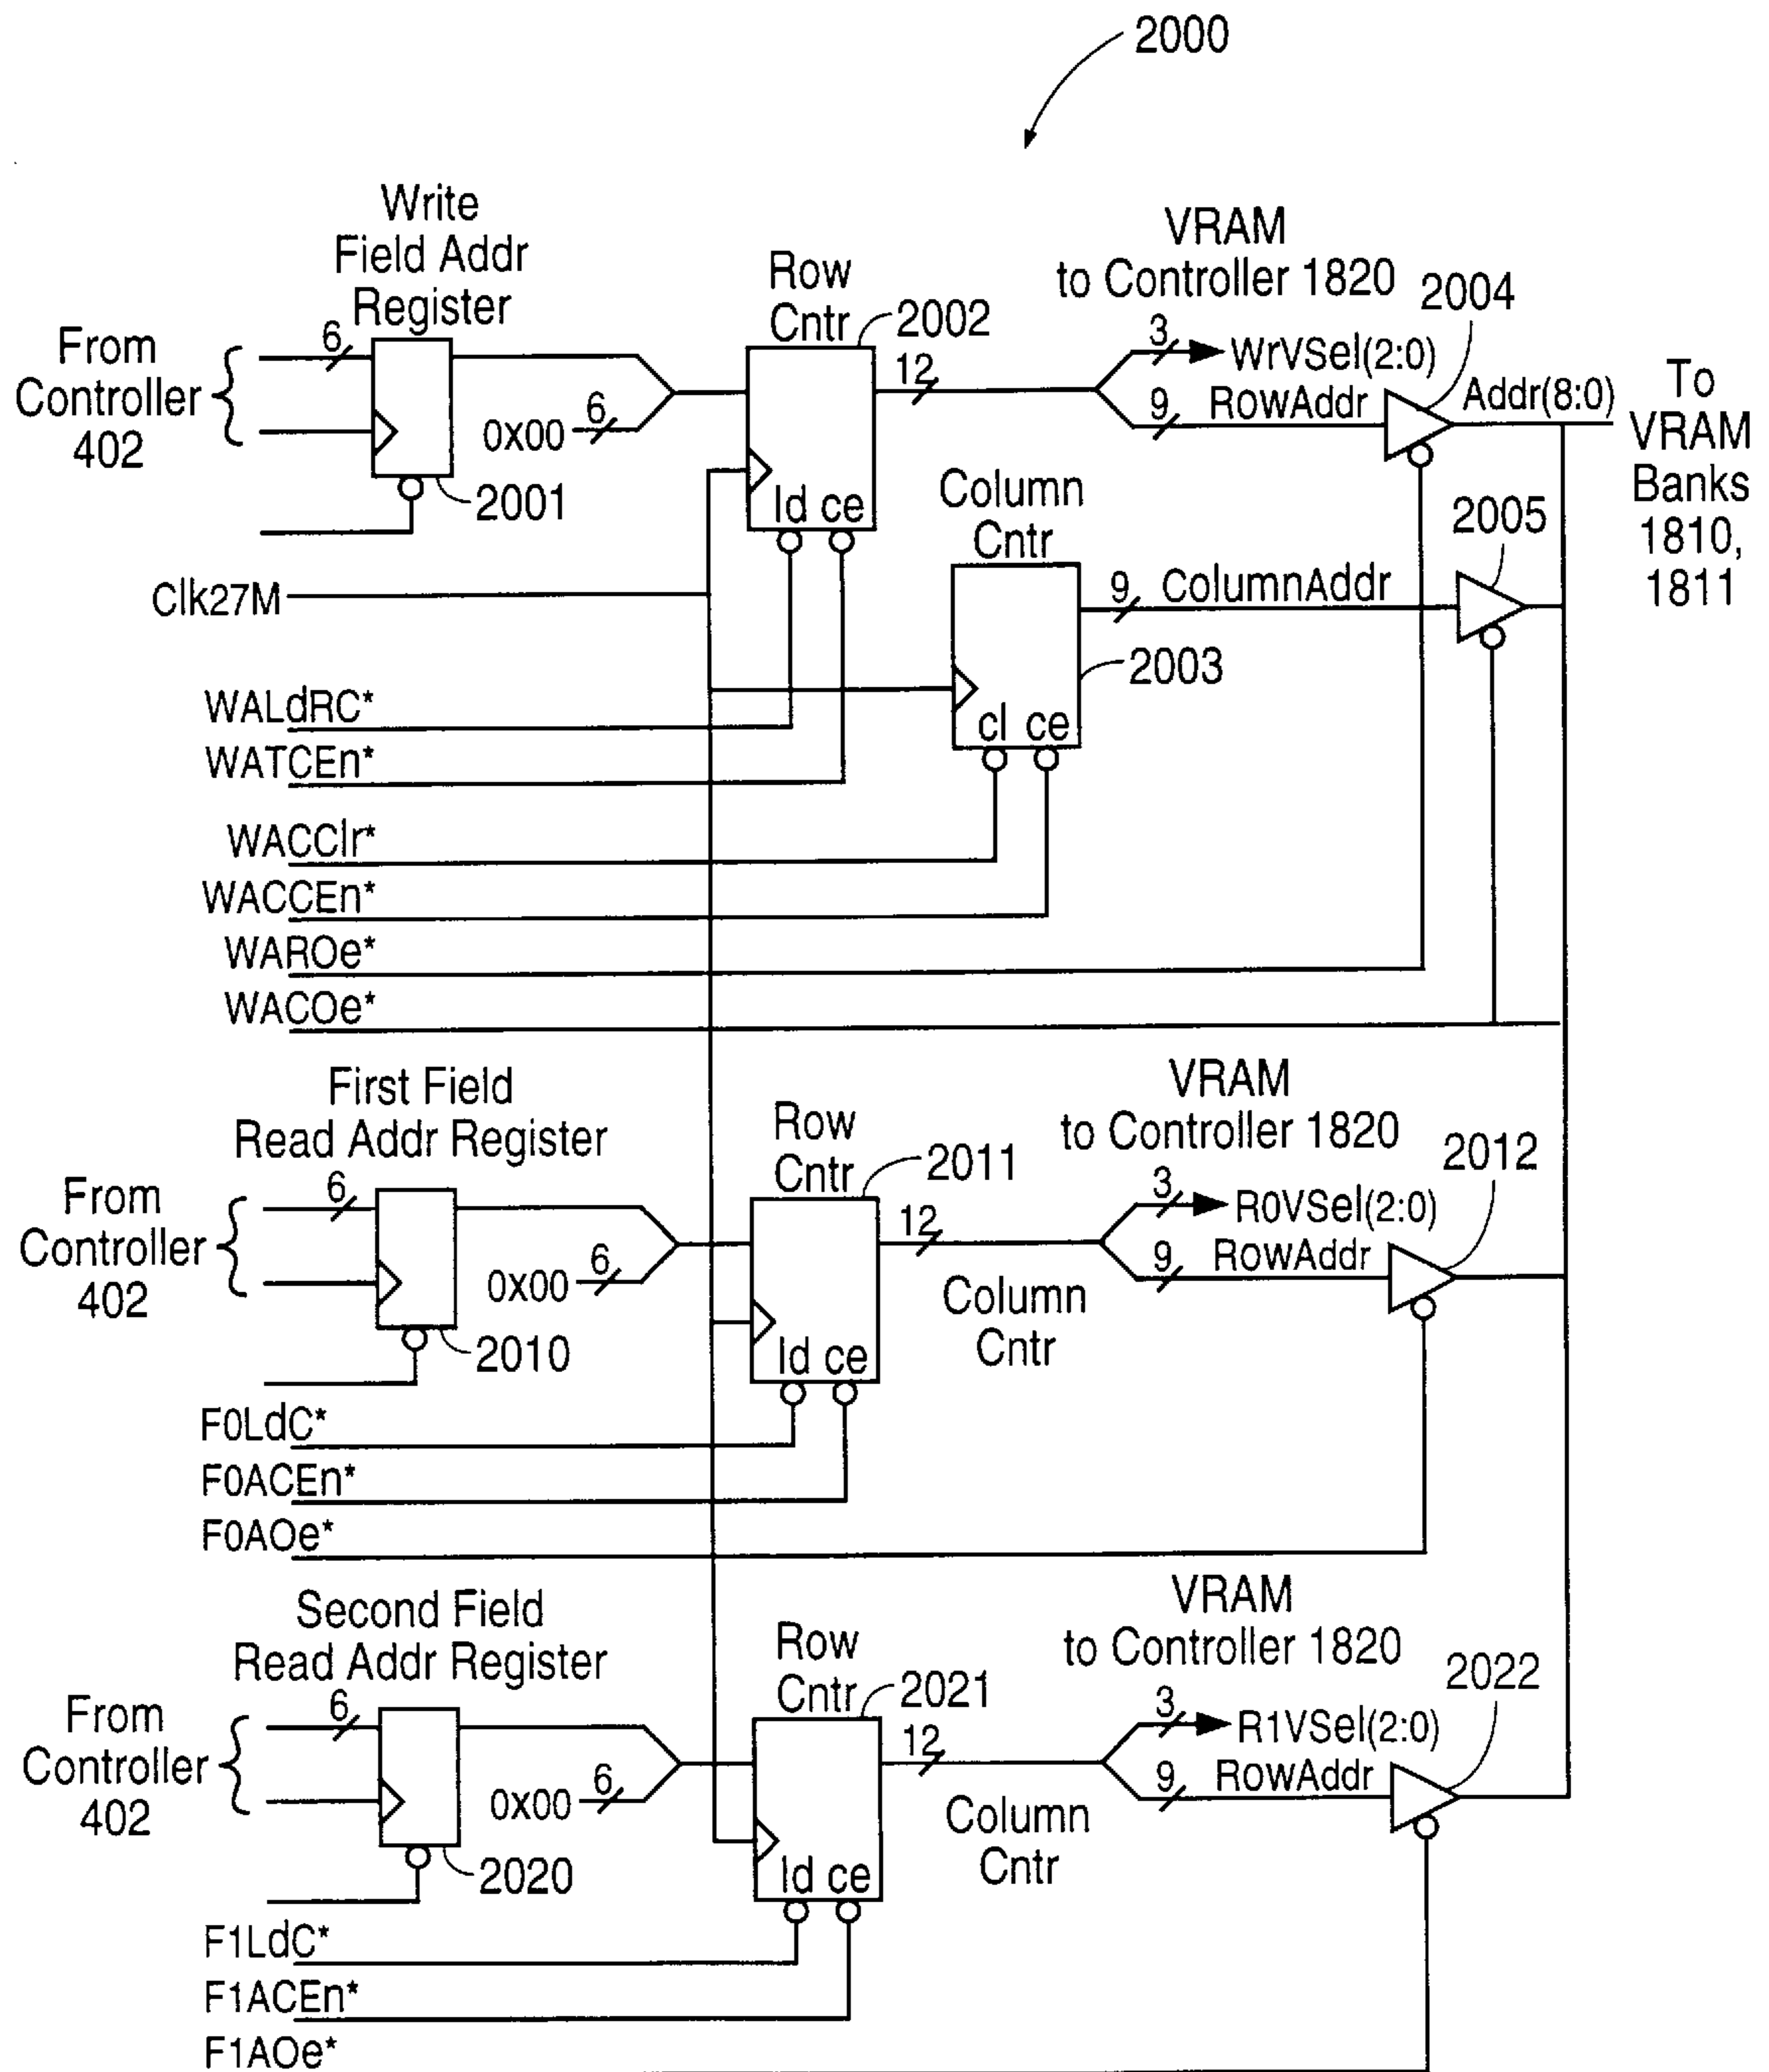 2000
Write
Field Addr
Register
Row
Cntr
2002
VRAM
to Controller 1820
2004
From
Controller
402
6
0X00
6
2001
12
3
WrVSel(2:0)
9
RowAddr
Addr(8:0)
To
VRAM
Banks
1810,
1811
ld ce
Column
Cntr
2005
Clk27M
9
ColumnAddr
2003
cl ce
WALdRC*
WATCEn*
WACClr*
WACCEn*
WAROe*
WACOe*
First Field
Read Addr Register
Row
Cntr
2011
VRAM
to Controller 1820
2012
From
Controller
402
6
0X00
6
2010
12
3
R0VSel(2:0)
9
RowAddr
Column
Cntr
ld ce
F0LdC*
F0ACEn*
F0AOe*
Second Field
Read Addr Register
Row
Cntr
2021
VRAM
to Controller 1820
2022
From
Controller
402
6
0X00
6
2020
12
3
R1VSel(2:0)
9
RowAddr
Column
Cntr
ld ce
F1LdC*
F1ACEn*
F1AOe*